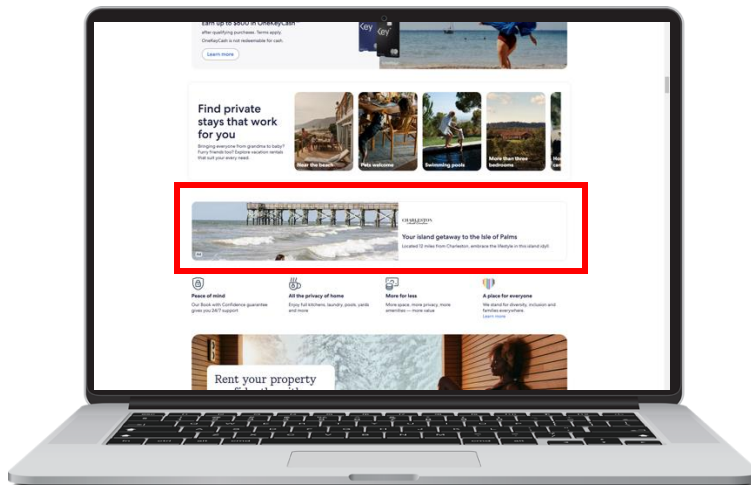 Earn up to $600 in OneKeyCash™
after qualifying purchases. Terms apply.
OneKeyCash is not redeemable for cash.
Learn more
Key
Key
Find private
stays that work
for you
Bringing everyone from grandma to baby?
Furry friends too? Explore vacation rentals
that suit your every need.
Near the beach
Pets welcome
Swimming pools
More than three
bedrooms
Ad
CHARLESTON
Your island getaway to the Isle of Palms
Located 12 miles from Charleston, embrace the lifestyle in this island idyll.
Peace of mind
Our Book with Confidence guarantee
gives you 24/7 support
All the privacy of home
Enjoy full kitchens, laundry, pools, yards
and more
More for less
More space, more privacy, more
amenities — more value
A place for everyone
We stand for diversity, inclusion and
families everywhere.
Learn more
Rent your property